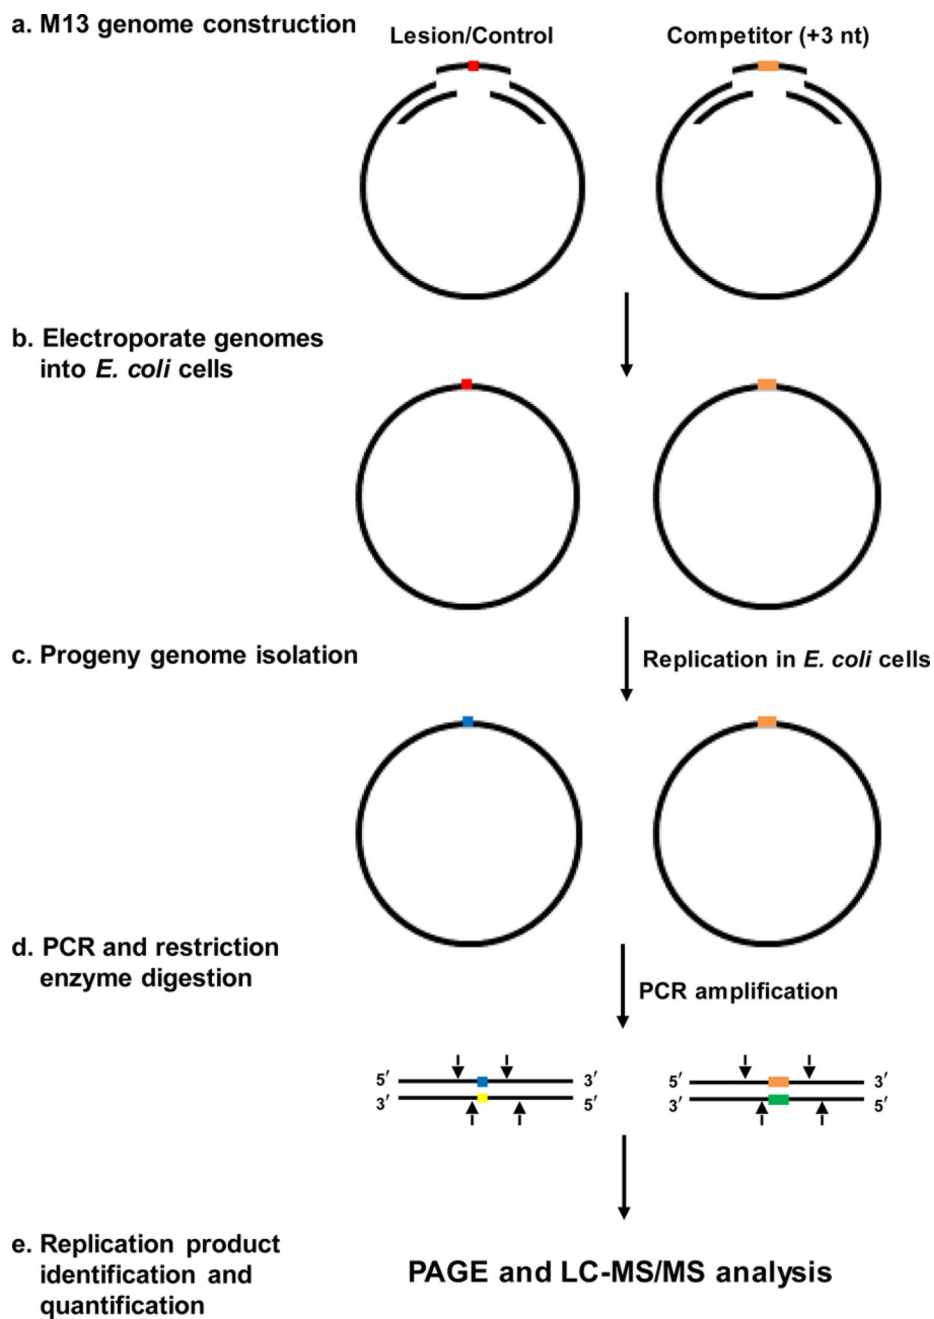 a. M13 genome construction
Lesion/Control
Competitor (+3 nt)
b. Electroporate genomes
into E. coli cells
c. Progeny genome isolation
Replication in E. coli cells
d. PCR and restriction
enzyme digestion
PCR amplification
5′ 3′ 5′ 3′
3′ 5′ 3′ 5′
e. Replication product
identification and
quantification
PAGE and LC-MS/MS analysis